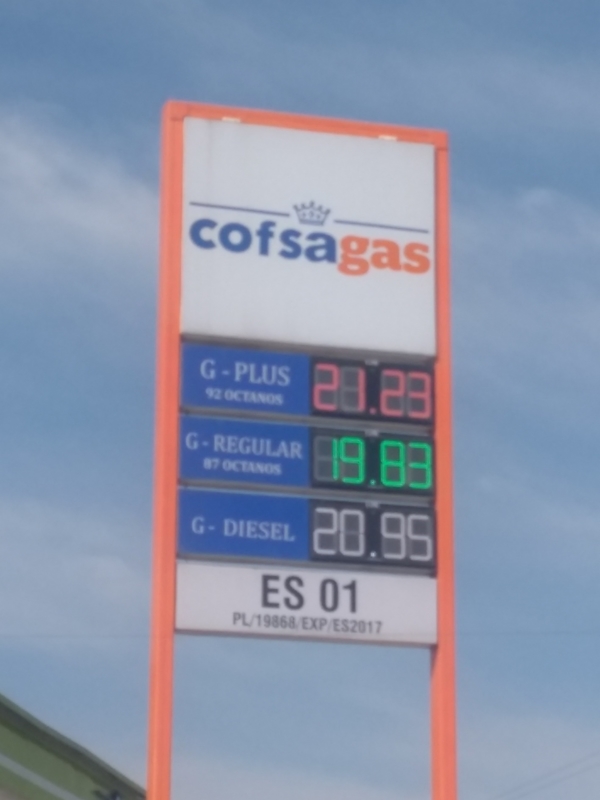 cofsagas
G - PLUS 21.23
92 OCTANOS
G - REGULAR 19.83
87 OCTANOS
G - DIESEL 20.95
ES 01
PL/19868/EXP/ES2017